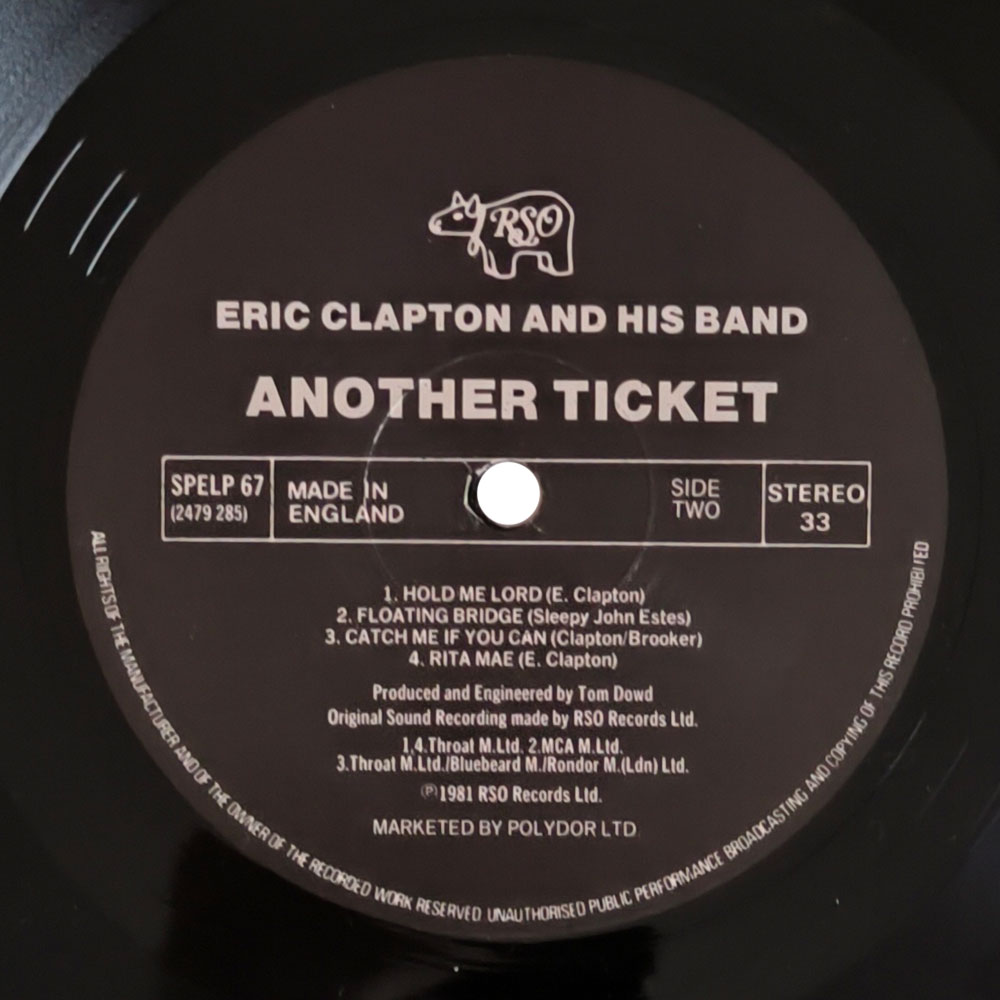 RSO
ERIC CLAPTON AND HIS BAND
ANOTHER TICKET
SPELP 67
(2479 285)
MADE IN
ENGLAND
SIDE
TWO
STEREO
33
1. HOLD ME LORD (E. Clapton)
2. FLOATING BRIDGE (Sleepy John Estes)
3. CATCH ME IF YOU CAN (Clapton/Brooker)
4. RITA MAE (E. Clapton)
Produced and Engineered by Tom Dowd
Original Sound Recording made by RSO Records Ltd.
1,4.Throat M.Ltd. 2.MCA M.Ltd.
3.Throat M.Ltd./Bluebeard M./Rondor M.(Ldn) Ltd.
℗1981 RSO Records Ltd.
MARKETED BY POLYDOR LTD
ALL RIGHTS OF THE MANUFACTURER AND OF THE OWNER OF THE RECORDED WORK RESERVED UNAUTHORISED PUBLIC PERFORMANCE BROADCASTING AND COPYING OF THIS RECORD PROHIBITED